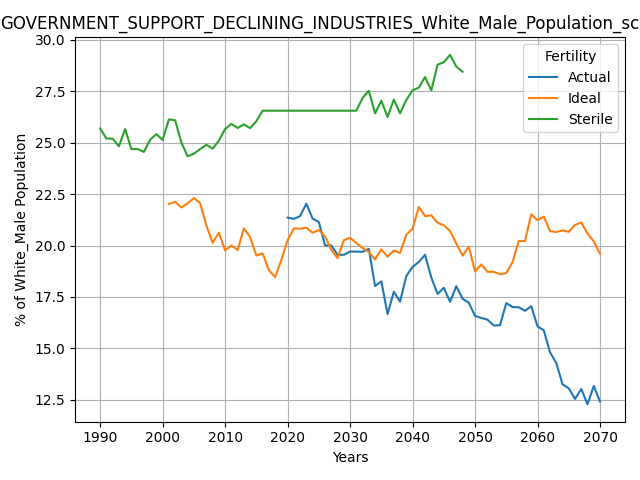 GOVERNMENT_SUPPORT_DECLINING_INDUSTRIES_White_Male_Population_sc
30.0
27.5
25.0
22.5
20.0
17.5
15.0
12.5
% of White_Male Population
Fertility
Actual
Ideal
Sterile
1990 2000 2010 2020 2030 2040 2050 2060 2070
Years